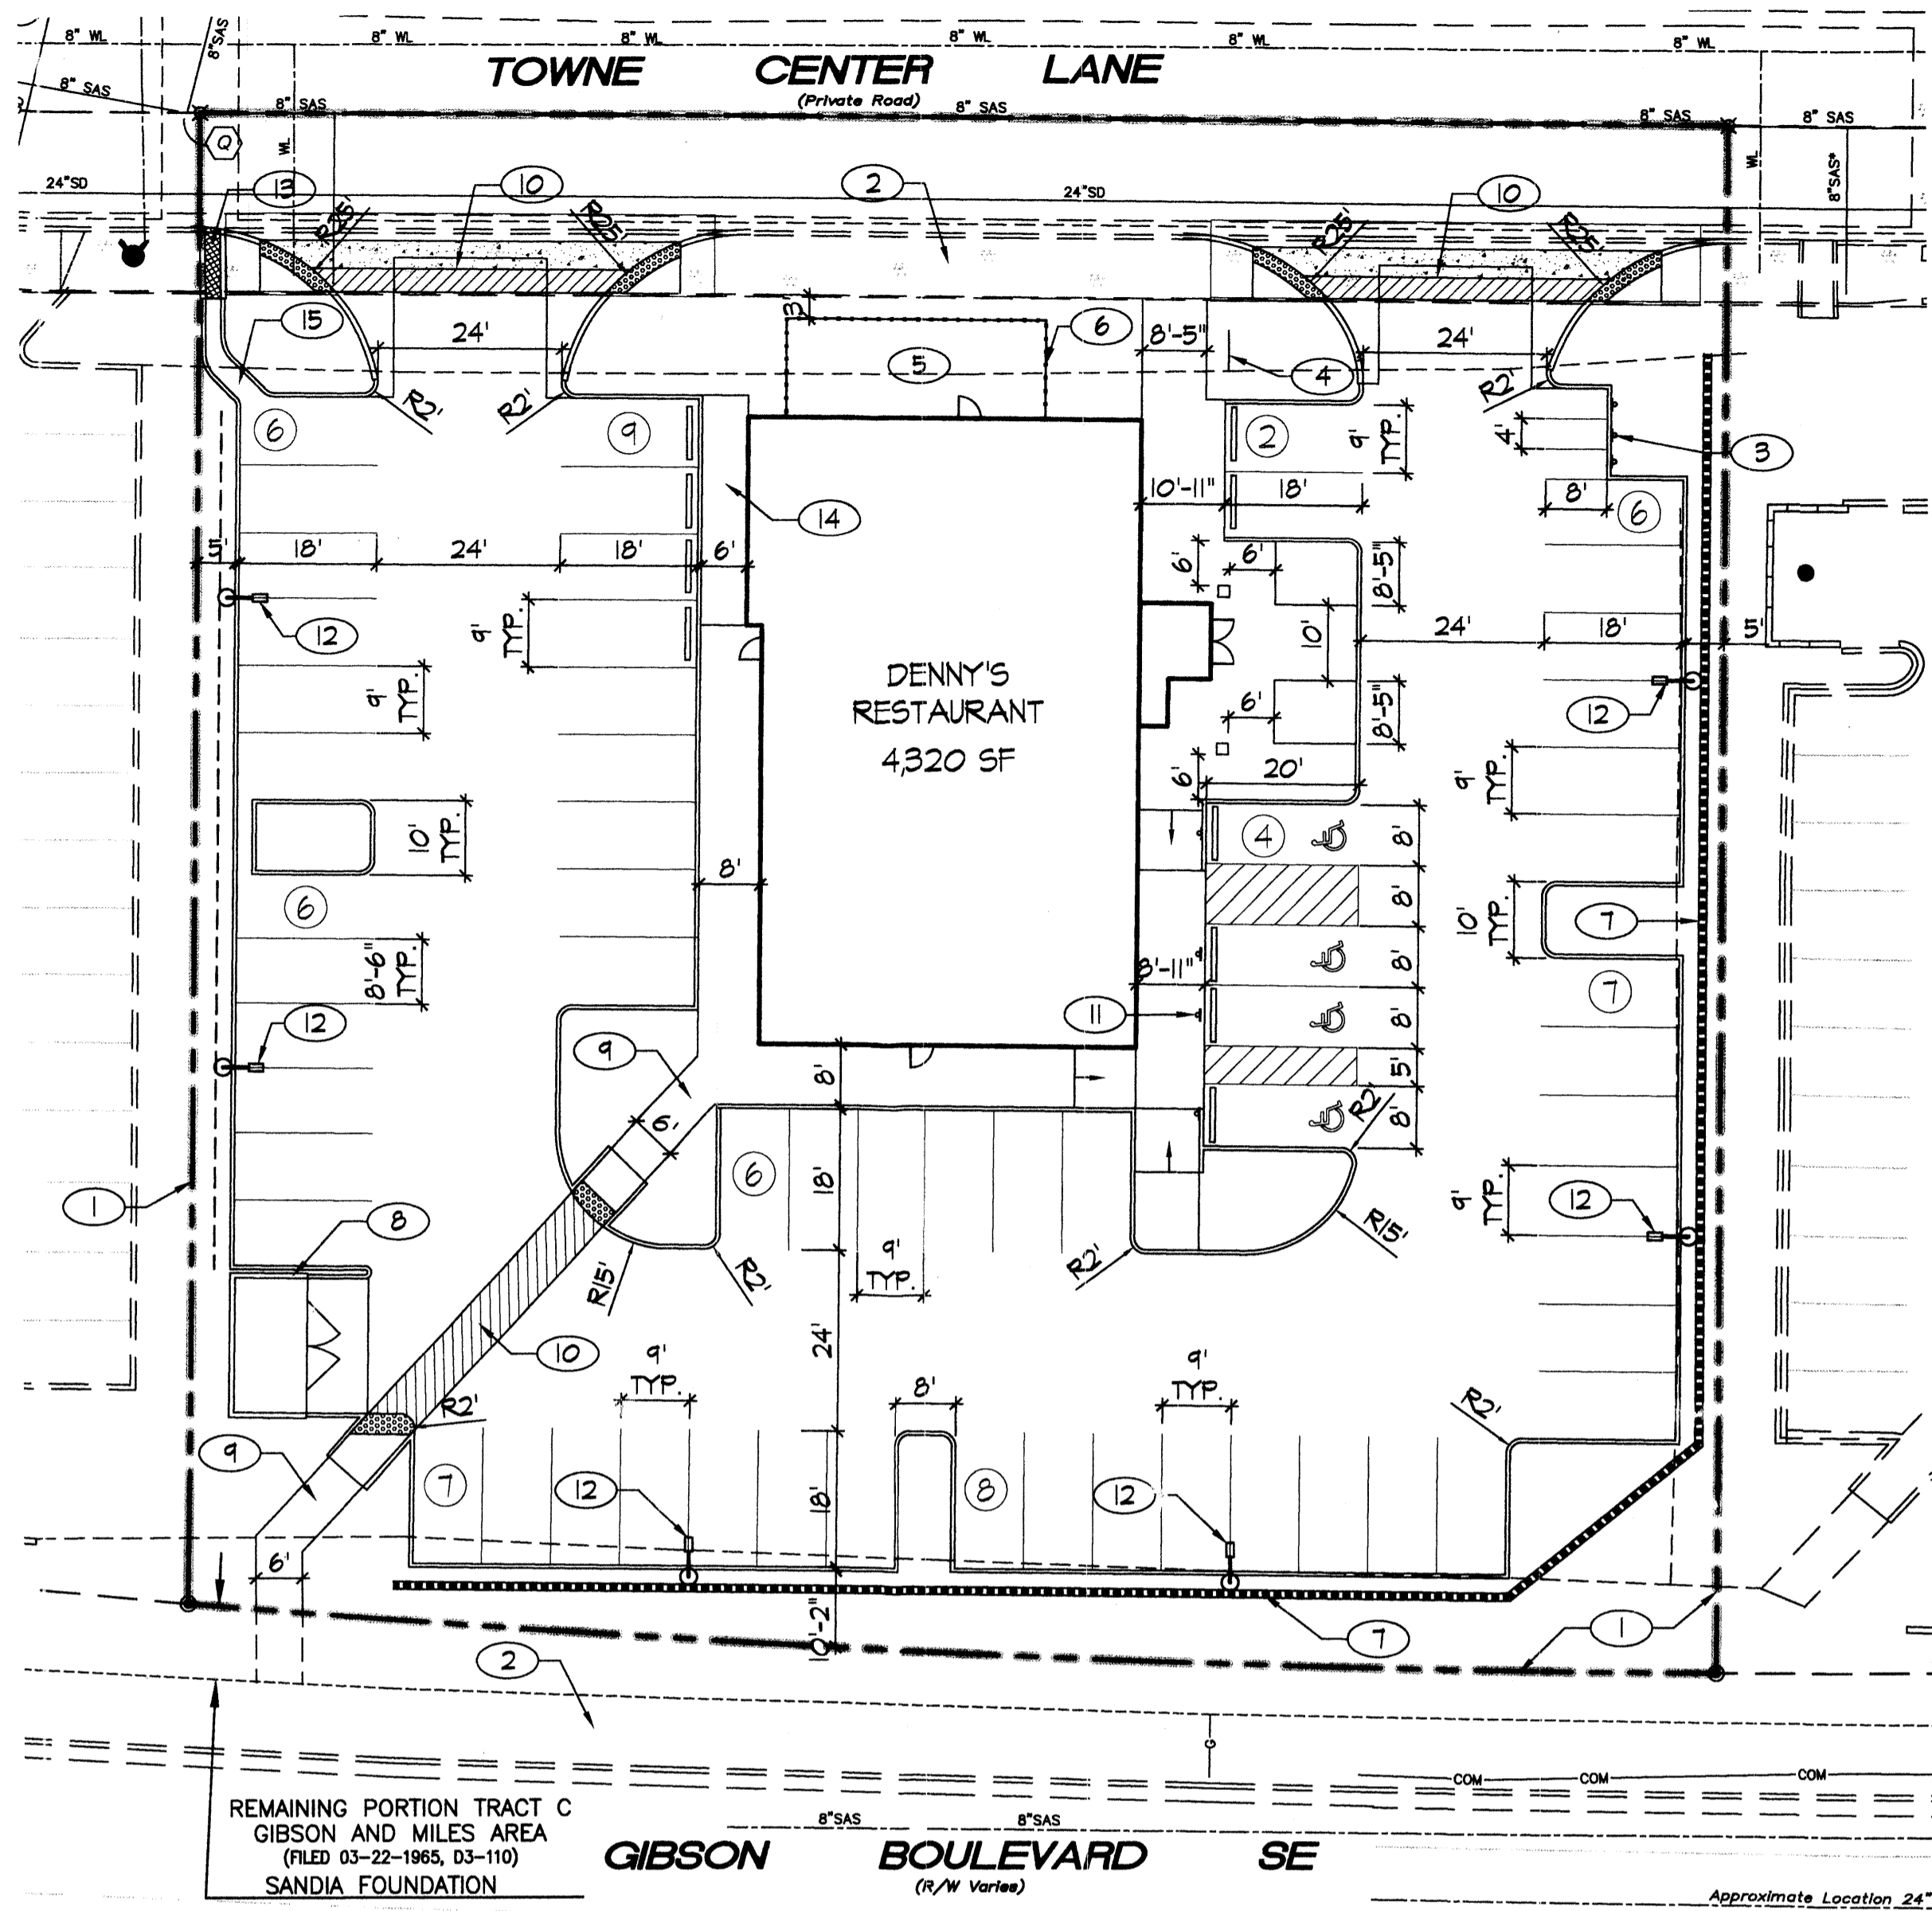 8" WL
8" WL
8" WL
8" WL
8" WL
8" WL
8"SAS
TOWNE CENTER LANE
(Private Road)
8" SAS
8" SAS
8" SAS
8" SAS
8" SAS
Q
WL
WL
8"SAS*
24"SD
24"SD
13
10
2
10
R25'
R25'
R25'
R25'
15
24'
3'
6
8'-5"
24'
5
4
R2'
R2'
R2'
6
9
2
9'
TYP.
4'
3
10'-11"
18'
8'
6
14
5'
18'
24'
18'
6'
6'
6'
8'-5"
12
9'
TYP.
10'
24'
18'
5'
DENNY'S
RESTAURANT
4,320 SF
9'
TYP.
6'
8'-5"
12
6'
20'
9'
TYP.
10'
TYP.
4
8'
8'
8'
6
10'
TYP.
7
8'-6"
TYP.
8'-11"
8'
7
12
11
8'
9
8'
5'
R2'
8'
6'
6
18'
9'
TYP.
12
1
8
R15'
R2'
9'
TYP.
R2'
R15'
10
24'
9'
TYP.
8'
9'
TYP.
R2'
R2'
9
7
12
18'
8
12
6'
10'-2"
7
1
2
G
COM
COM
COM
REMAINING PORTION TRACT C
GIBSON AND MILES AREA
(FILED 03-22-1965, D3-110)
SANDIA FOUNDATION
8"SAS
8"SAS
GIBSON BOULEVARD SE
(R/W Varies)
Approximate Location 24"